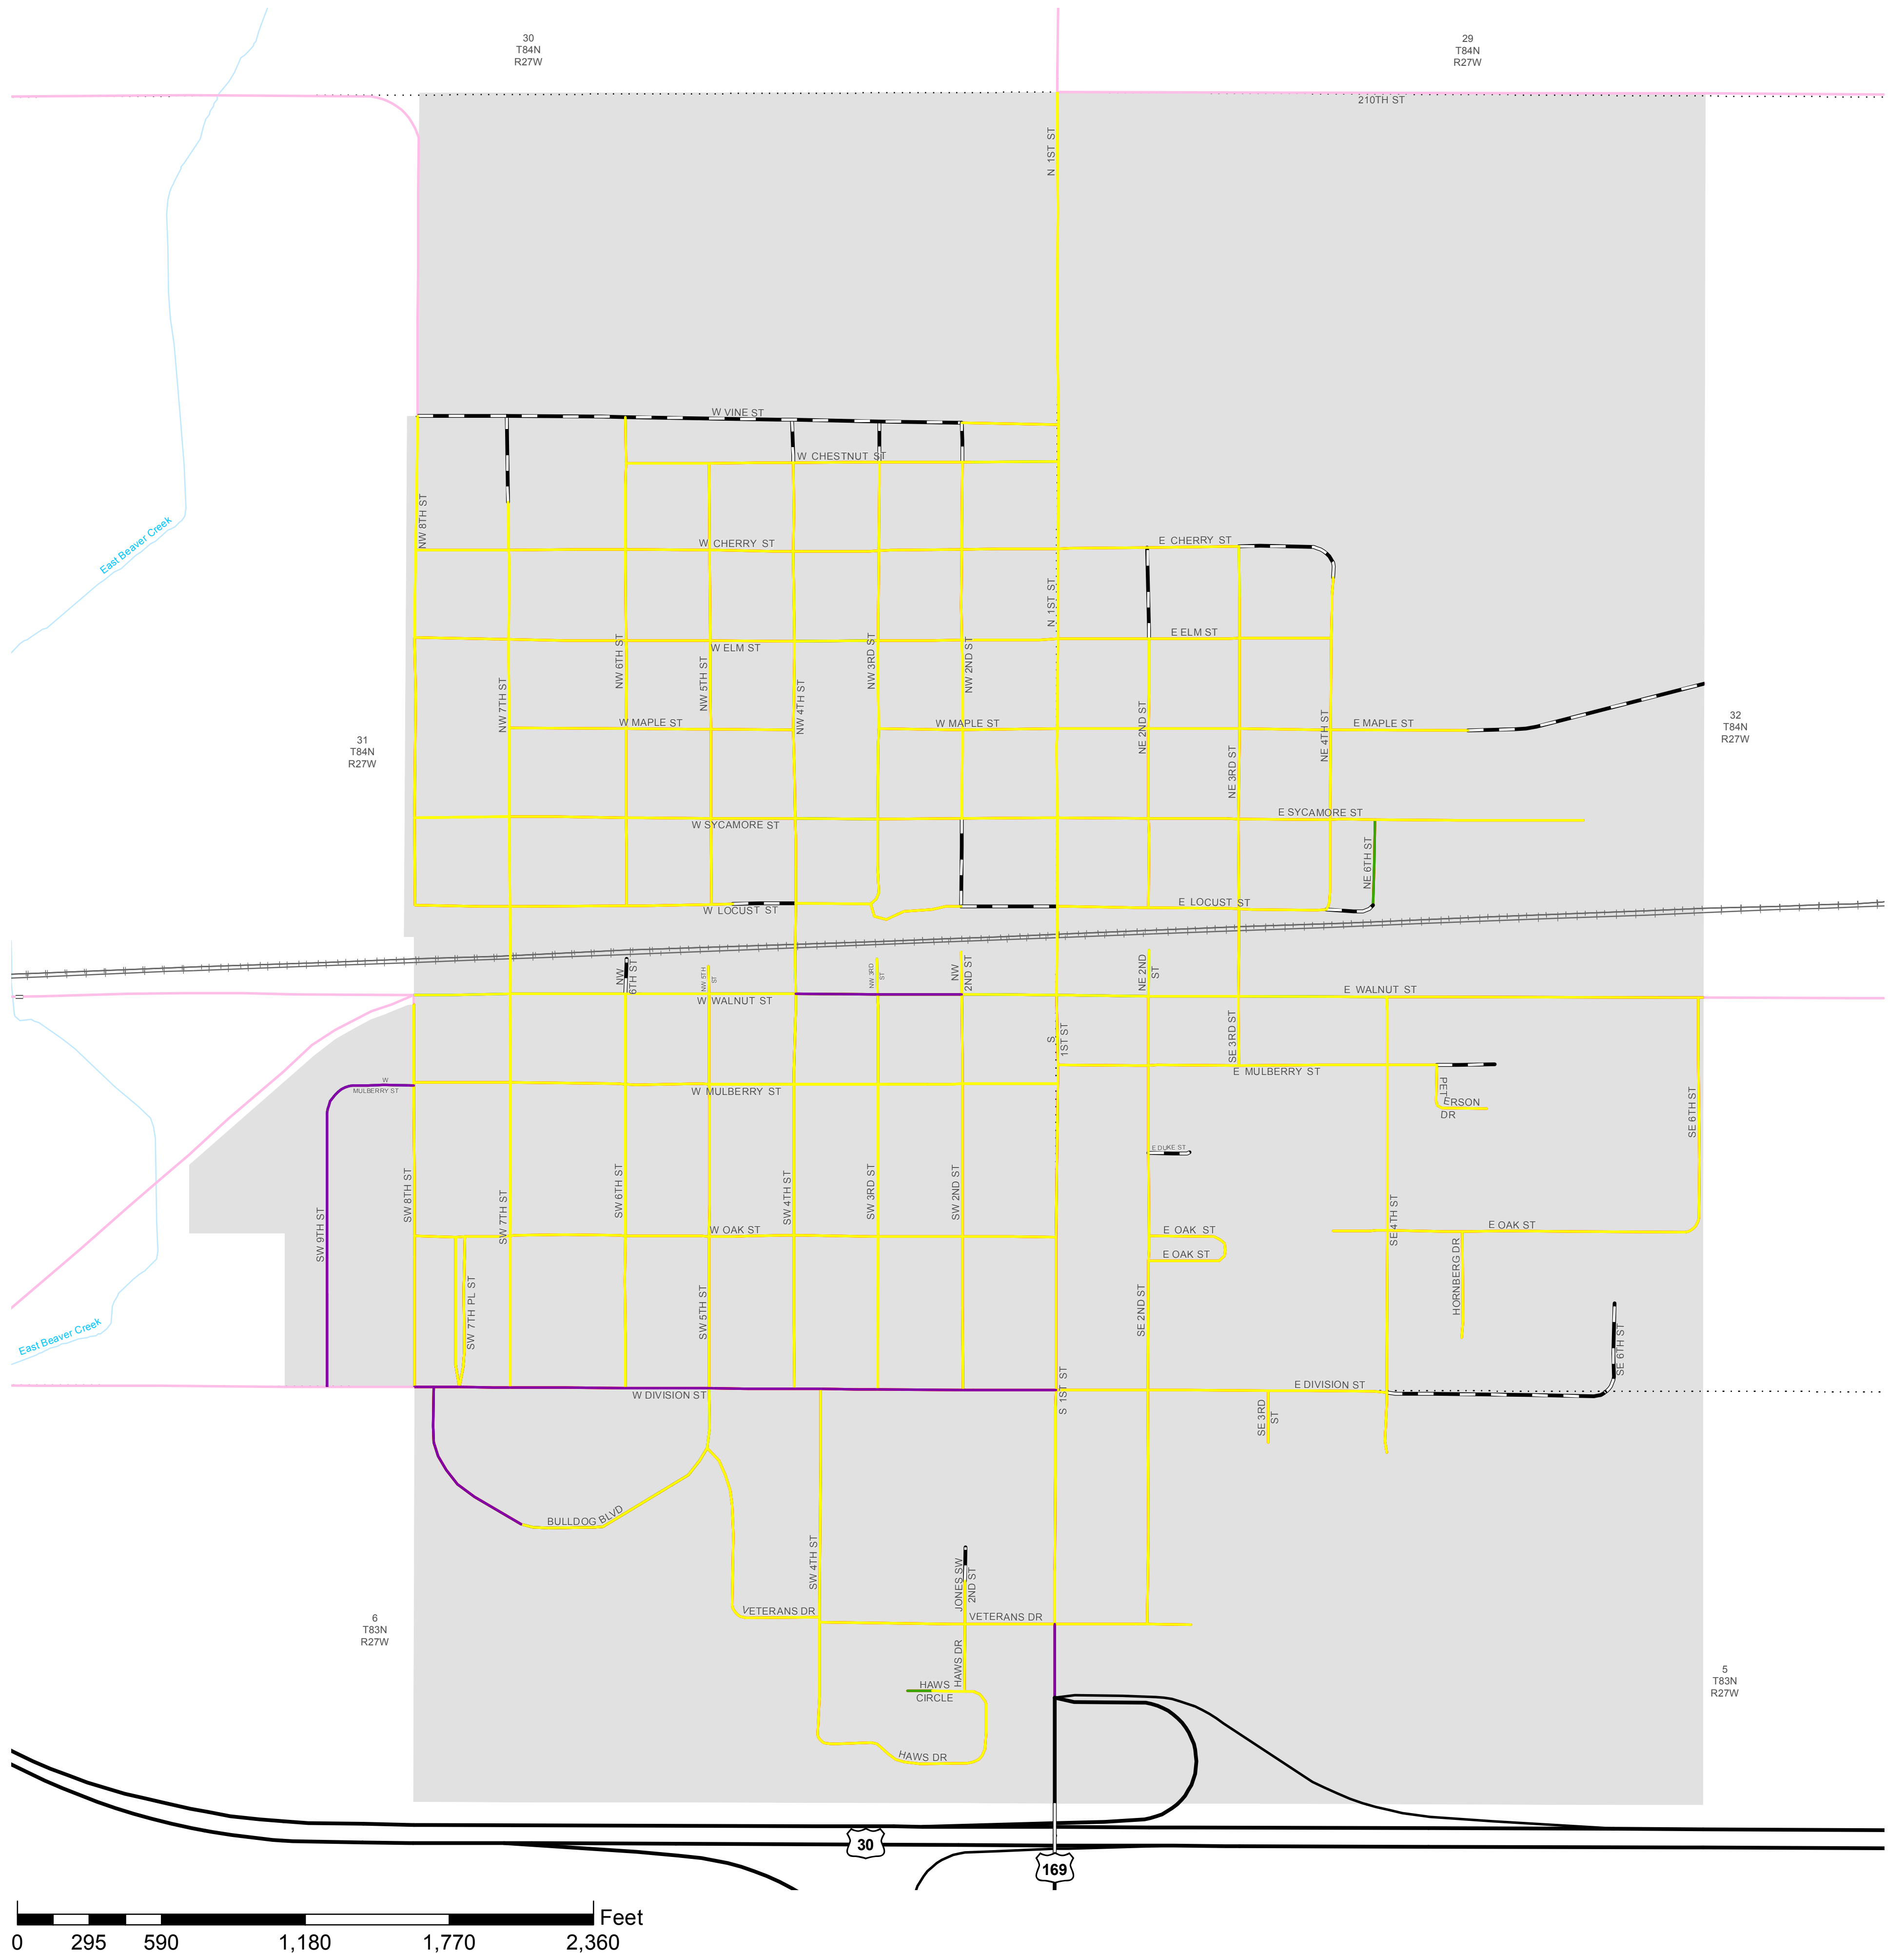 30
T84N
R27W
29
T84N
R27W
210TH ST
N 1ST ST
W VINE ST
W CHESTNUT ST
NW 8TH ST
East Beaver Creek
W CHERRY ST
E CHERRY ST
N 1ST ST
E ELM ST
W ELM ST
NW 6TH ST
NW 5TH ST
NW 3RD ST
NW 2ND ST
NW 7TH ST
NW 4TH ST
W MAPLE ST
W MAPLE ST
E MAPLE ST
NE 2ND ST
NE 4TH ST
NE 3RD ST
31
T84N
R27W
32
T84N
R27W
W SYCAMORE ST
E SYCAMORE ST
NE 6TH ST
W LOCUST ST
E LOCUST ST
NW
6TH ST
NW 5TH
ST
NW 3RD
ST
NW
2ND ST
NE 2ND
ST
W WALNUT ST
E WALNUT ST
S
1ST ST
SE 3RD ST
W
MULBERRY ST
W MULBERRY ST
E MULBERRY ST
PET
ERSON
DR
SE 6TH ST
E DUKE ST
SW 9TH ST
SW 8TH ST
SW 7TH ST
SW 6TH ST
SW 4TH ST
SW 3RD ST
SW 2ND ST
SE 4TH ST
W OAK ST
E OAK ST
E OAK ST
E OAK ST
SW 7TH PL ST
SW 5TH ST
SE 2ND ST
HORNBERG DR
SE 6TH ST
East Beaver Creek
W DIVISION ST
S 1ST ST
E DIVISION ST
SE 3RD
ST
BULLDOG BLVD
SW 4TH ST
JONES SW
2ND ST
VETERANS DR
VETERANS DR
6
T83N
R27W
HAWS DR
HAWS
CIRCLE
HAWS DR
5
T83N
R27W
30
169
Feet
0 295 590 1,180 1,770 2,360